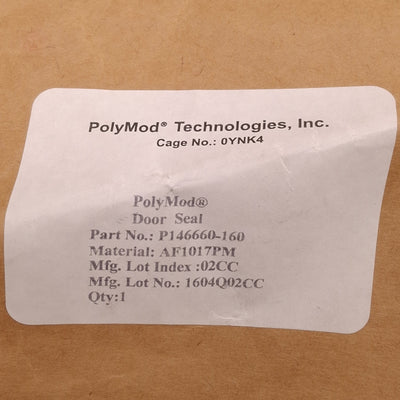 PolyMod® Technologies, Inc.
Cage No.: 0YNK4
PolyMod®
Door Seal
Part No.: P146660-160
Material: AF1017PM
Mfg. Lot Index :02CC
Mfg. Lot No.: 1604Q02CC
Qty:1